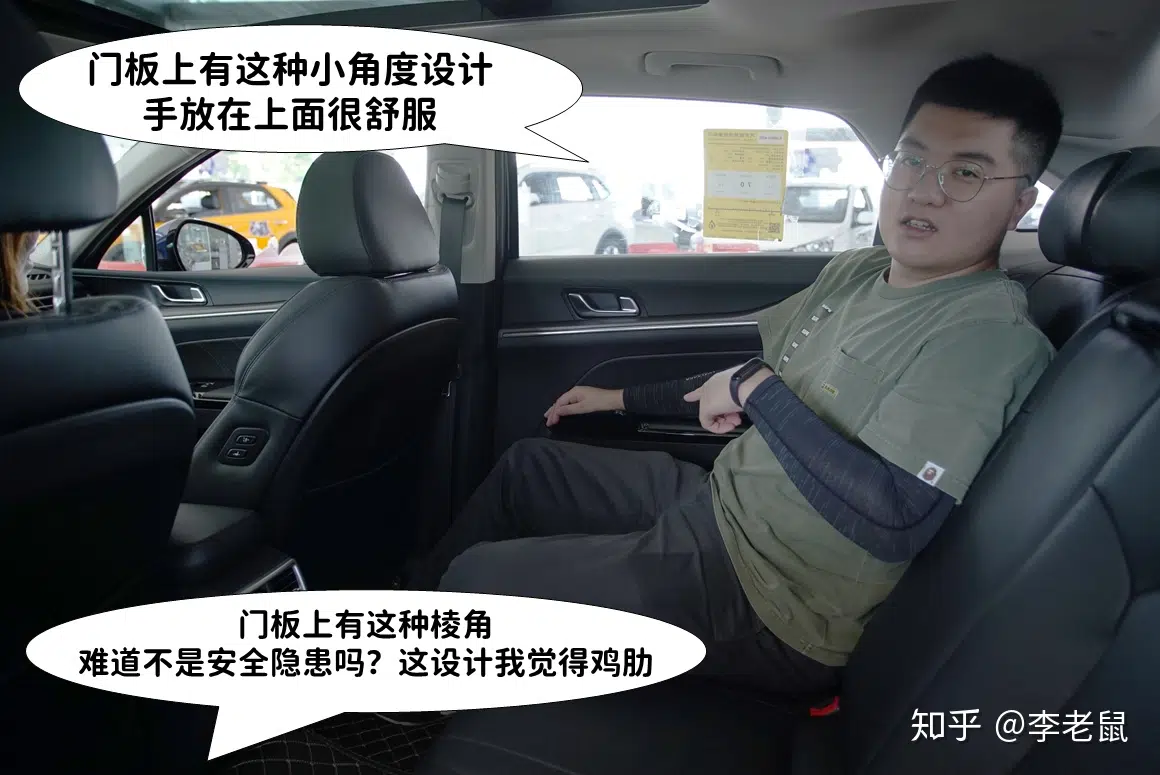 门板上有这种小角度设计
手放在上面很舒服
门板上有这种棱角
难道不是安全隐患吗？这设计我觉得鸡肋
知乎 @李老鼠